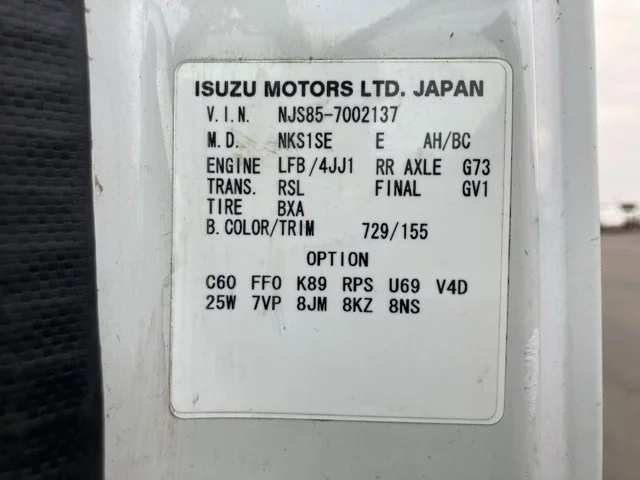 ISUZU MOTORS LTD. JAPAN
V.I.N. NJS85-7002137
M.D. NKS1SE E AH/BC
ENGINE LFB/4JJ1 RR AXLE G73
TRANS. RSL FINAL GV1
TIRE BXA
B.COLOR/TRIM 729/155
OPTION
C60 FF0 K89 RPS U69 V4D
25W 7VP 8JM 8KZ 8NS